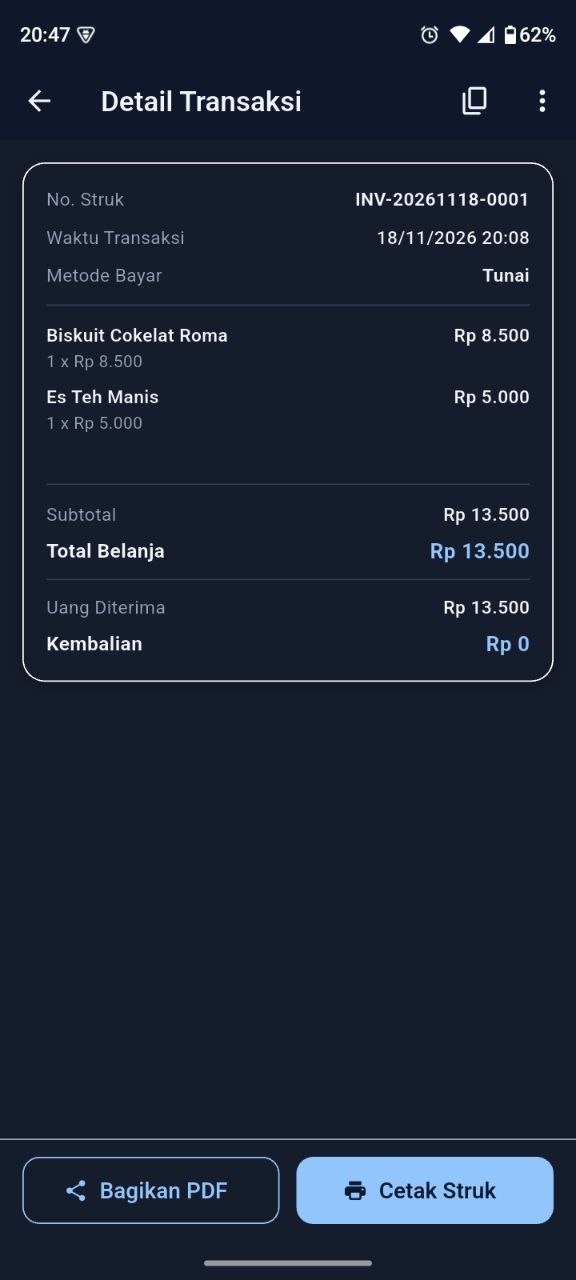 20:47 62%
Detail Transaksi
No. Struk INV-20261118-0001
Waktu Transaksi 18/11/2026 20:08
Metode Bayar Tunai
Biskuit Cokelat Roma Rp 8.500
1 x Rp 8.500
Es Teh Manis Rp 5.000
1 x Rp 5.000
Subtotal Rp 13.500
Total Belanja Rp 13.500
Uang Diterima Rp 13.500
Kembalian Rp 0
Bagikan PDF Cetak Struk